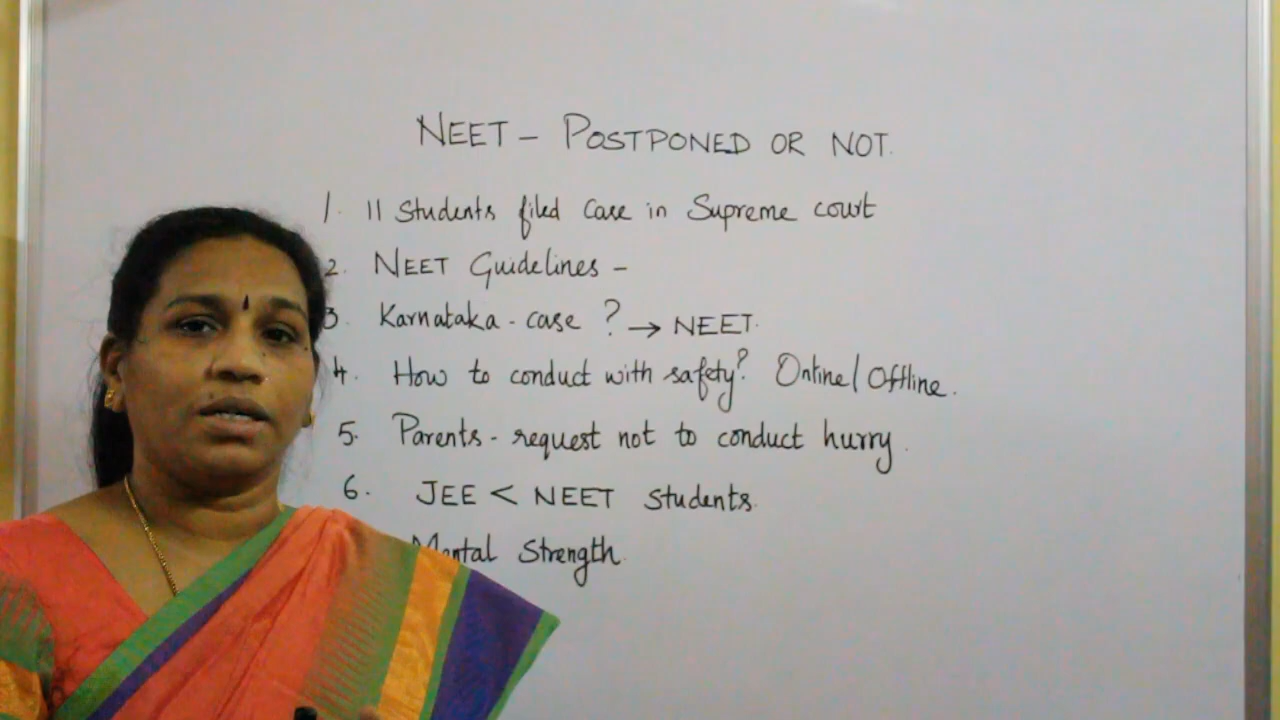 NEET - POSTPONED OR NOT.
1. 11 Students filed case in Supreme court
2. NEET Guidelines -
3. Karnataka - case ? → NEET.
4. How to conduct with safety? Online/Offline.
5. Parents - request not to conduct hurry.
6. JEE < NEET students.
Mental Strength.